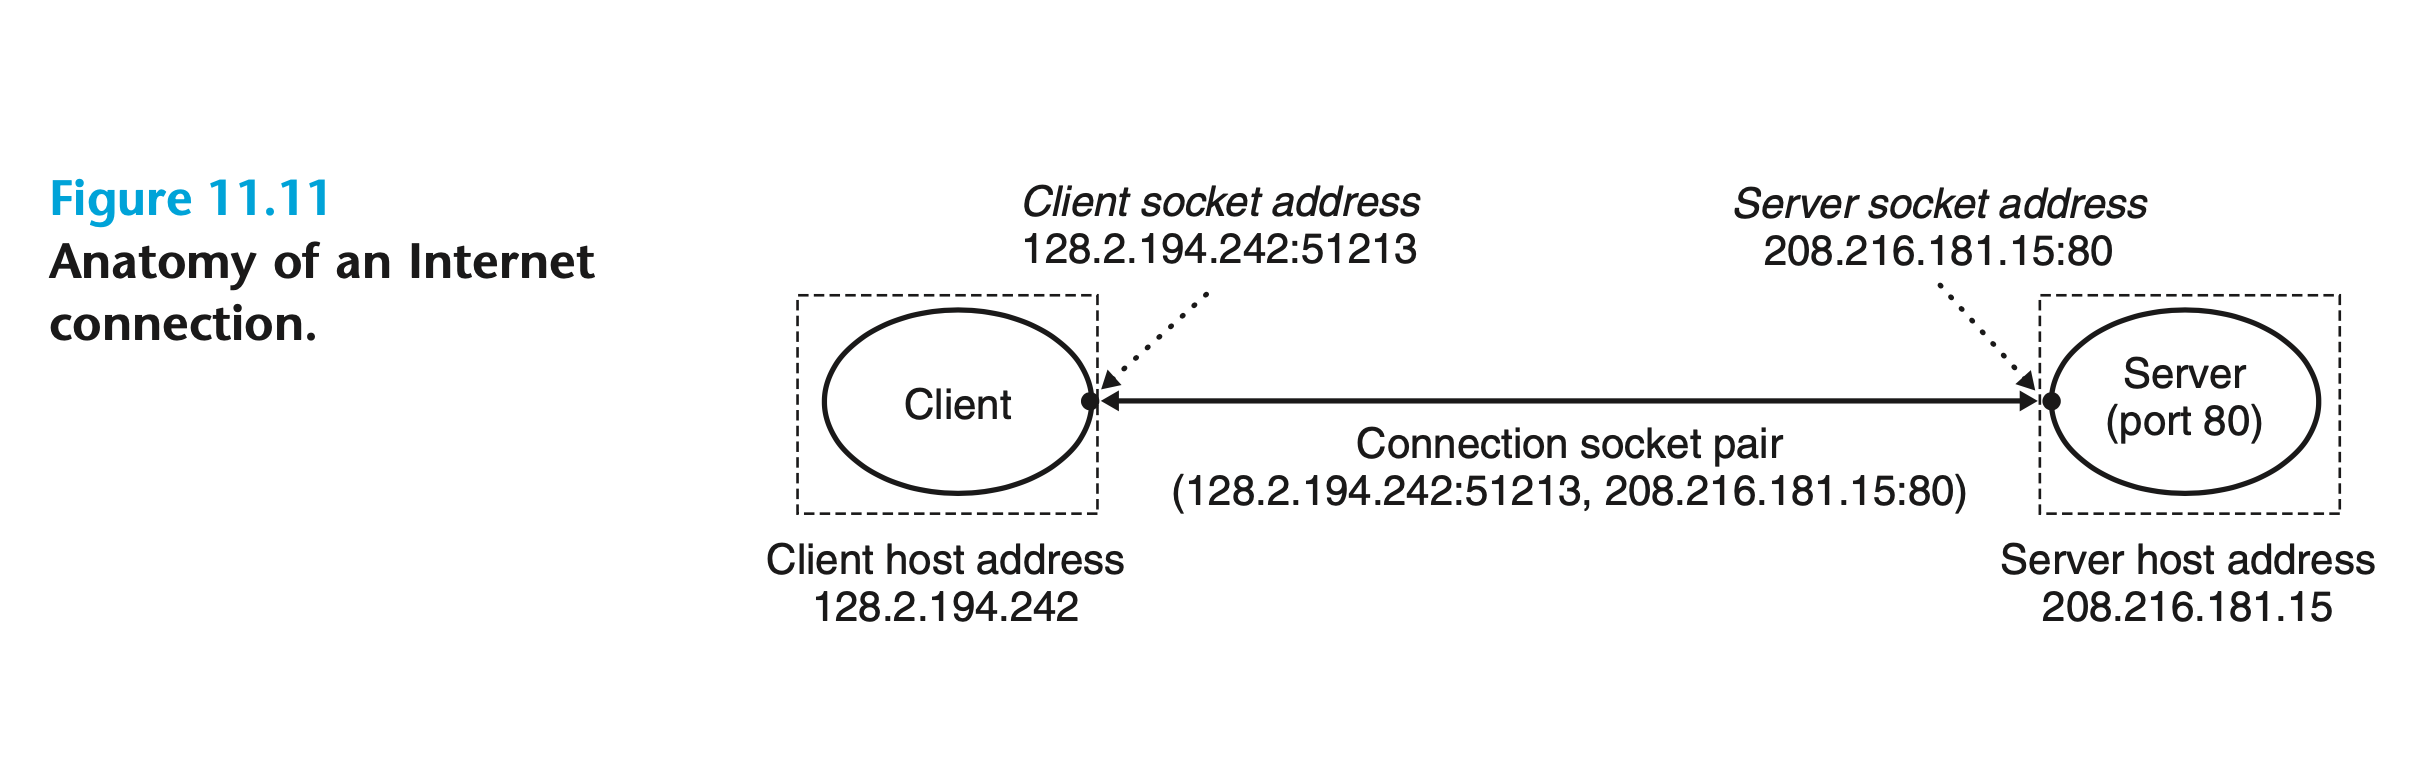 Figure 11.11
Anatomy of an Internet
connection.
Client socket address
128.2.194.242:51213
Server socket address
208.216.181.15:80
Client
Server
(port 80)
Connection socket pair
(128.2.194.242:51213, 208.216.181.15:80)
Client host address
128.2.194.242
Server host address
208.216.181.15